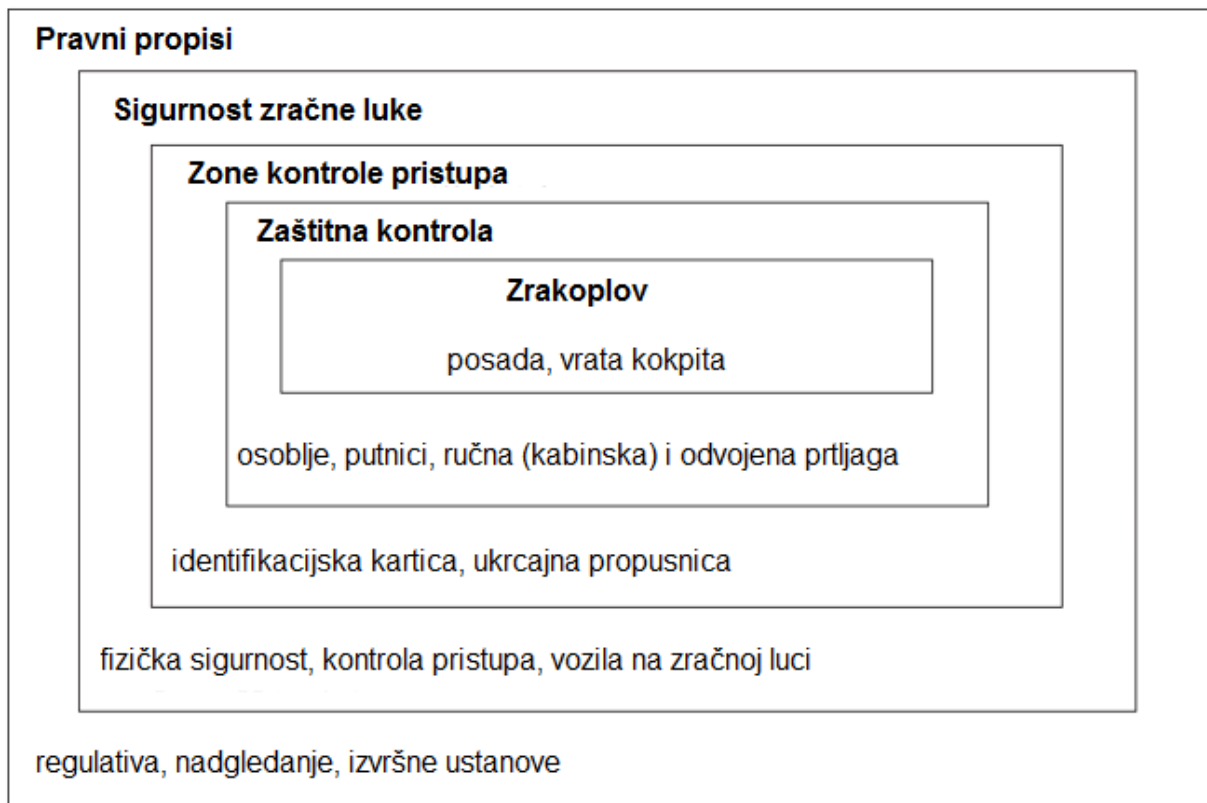 Pravni propisi
Sigurnost zračne luke
Zone kontrole pristupa
Zaštitna kontrola
Zrakoplov
posada, vrata kokpita
osoblje, putnici, ručna (kabinska) i odvojena prtljaga
identifikacijska kartica, ukrcajna propusnica
fizička sigurnost, kontrola pristupa, vozila na zračnoj luci
regulativa, nadgledanje, izvršne ustanove